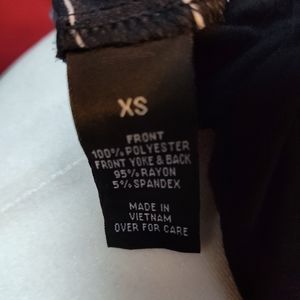 XS
FRONT
100% POLYESTER
FRONT YOKE & BACK
95% RAYON
5% SPANDEX
MADE IN
VIETNAM
OVER FOR CARE